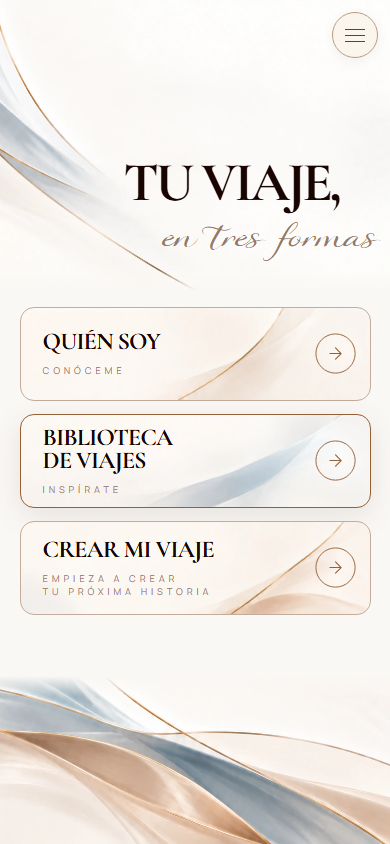 TU VIAJE,
en Tres formas
QUIÉN SOY
CONÓCEME
BIBLIOTECA
DE VIAJES
INSPÍRATE
CREAR MI VIAJE
EMPIEZA A CREAR
TU PRÓXIMA HISTORIA